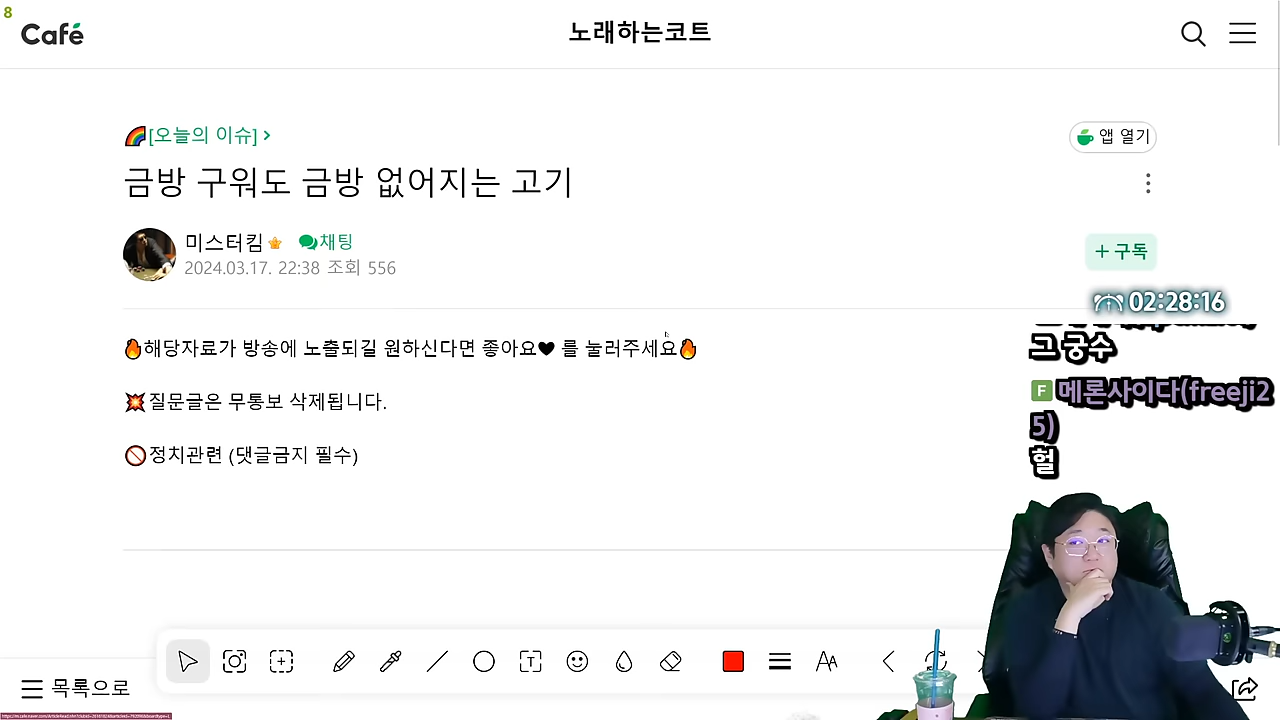 8
Café
노래하는코트
[오늘의 이슈] >
앱 열기
금방 구워도 금방 없어지는 고기
미스터킴
채팅
2024.03.17. 22:38 조회 556
+ 구독
02:28:16
해당자료가 방송에 노출되길 원하신다면 좋아요🖤 를 눌러주세요
그 궁수
F 메론사이다(freeji2
5)
헐
질문글은 무통보 삭제됩니다.
정치관련 (댓글금지 필수)
T
AA
목록으로